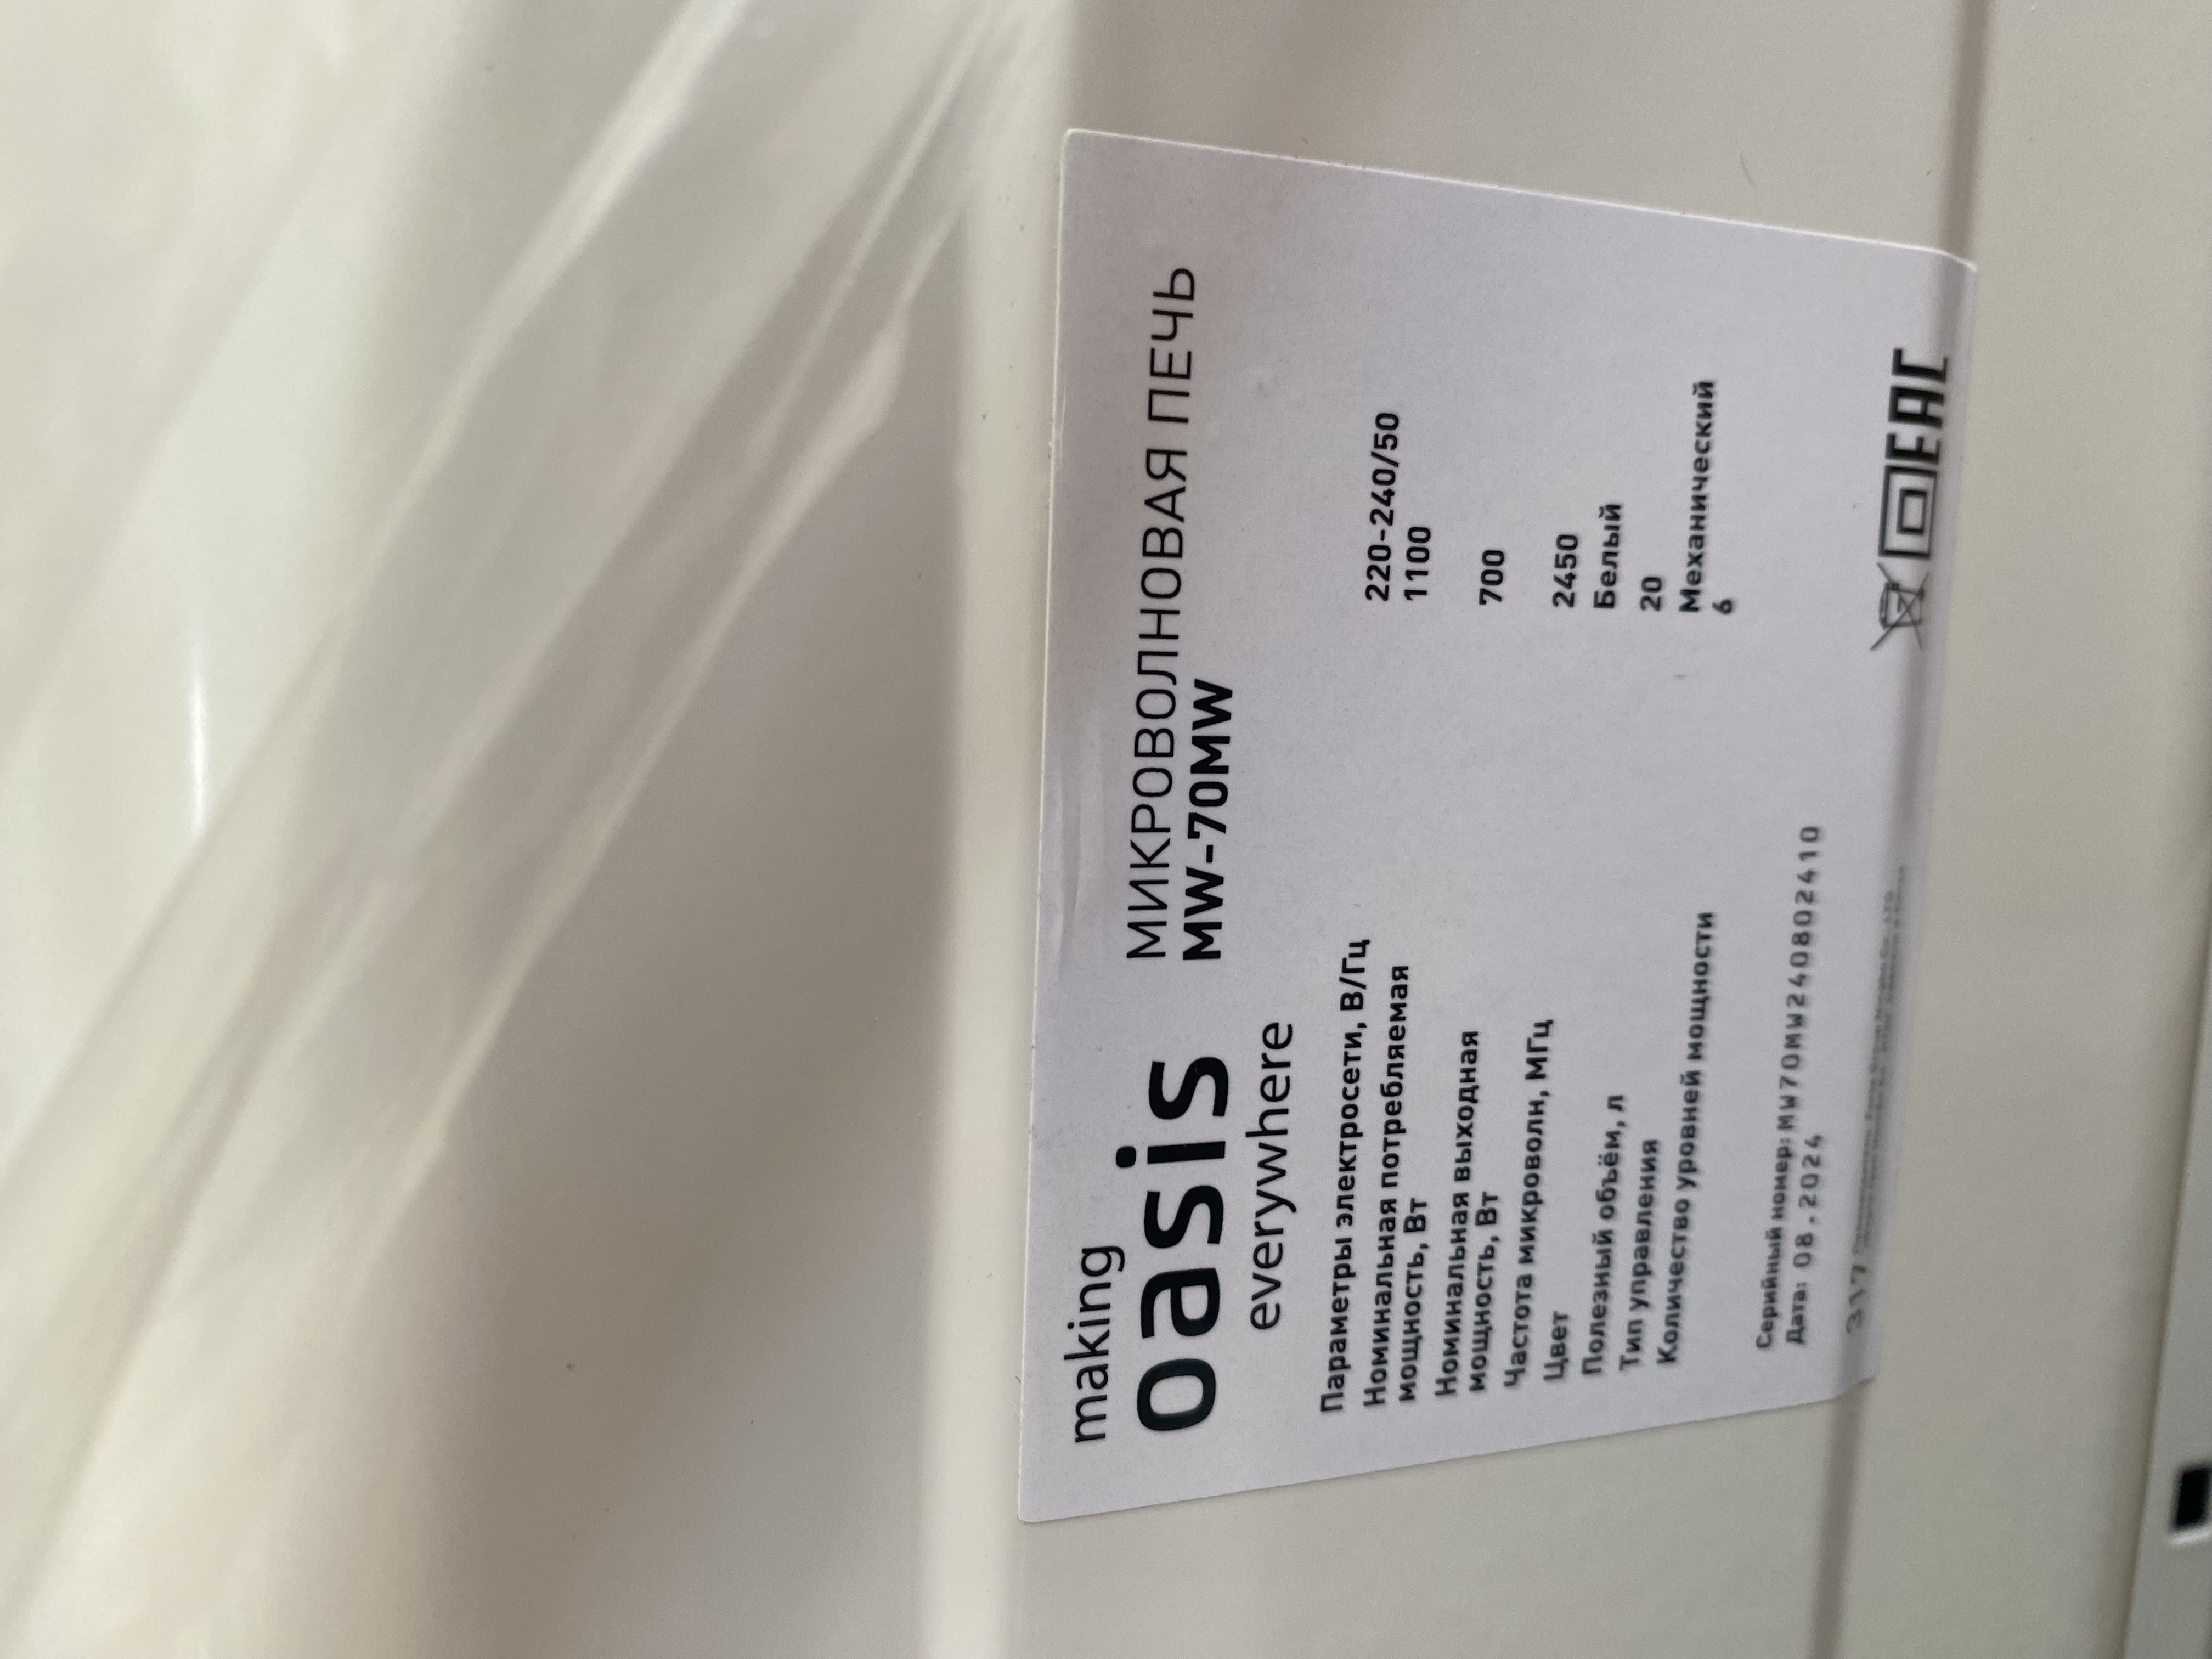 making
oasis
everywhere
МИКРОВОЛНОВАЯ ПЕЧЬ
MW-70MW
Параметры электросети, В/Гц 220-240/50
Номинальная потребляемая 1100
мощность, Вт
Номинальная выходная 700
мощность, Вт
Частота микроволн, МГц 2450
Цвет Белый
Полезный объём, л 20
Тип управления Механический
Количество уровней мощности 6
Серийный номер: MW70MW240802410
Дата: 08.2024
317
EAC